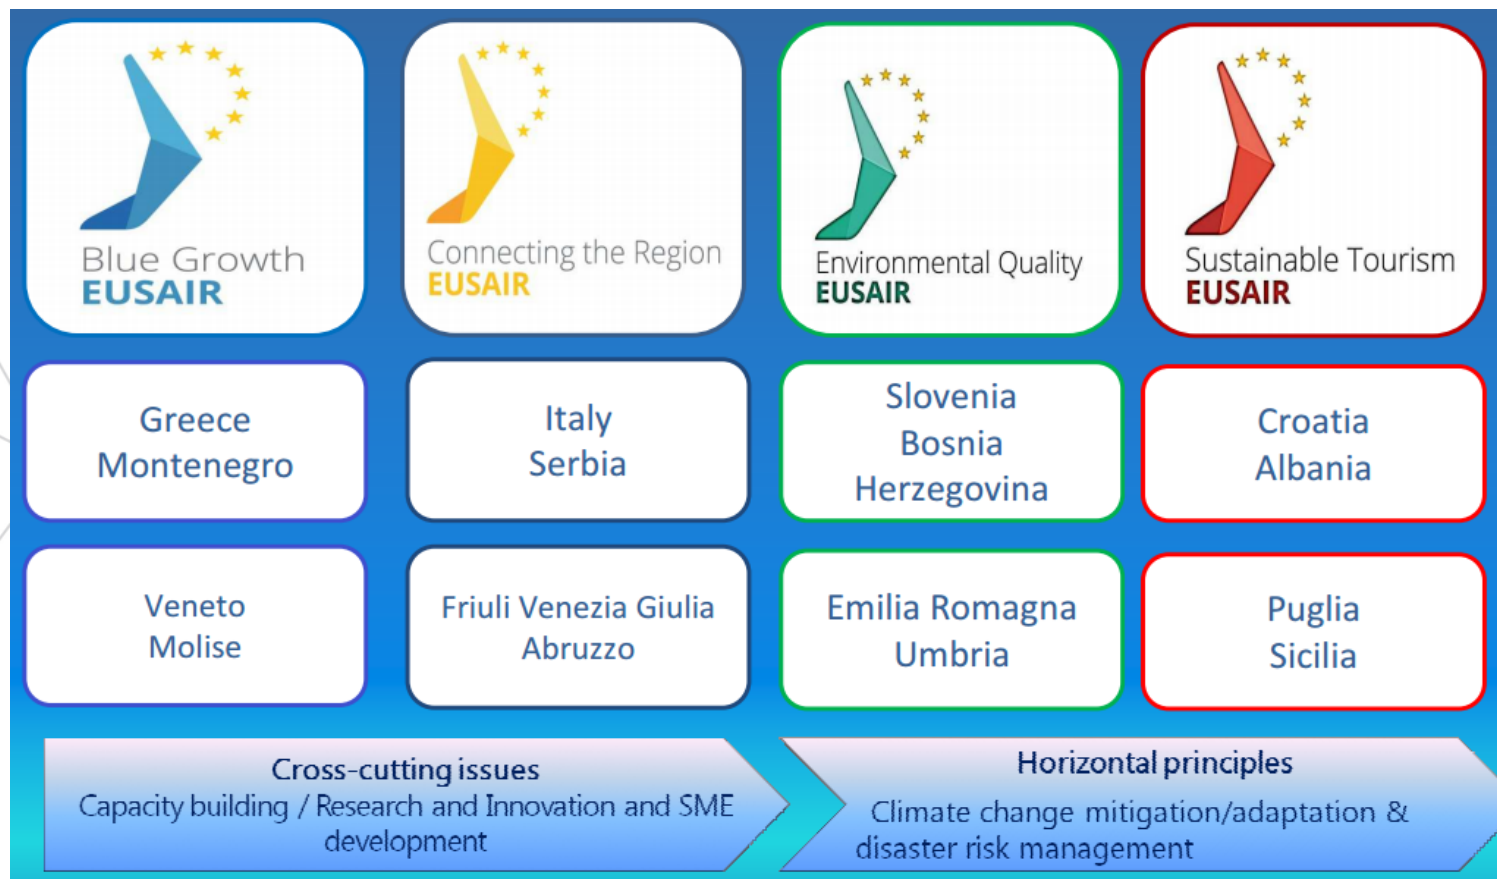 Blue Growth
EUSAIR
Connecting the Region
EUSAIR
Environmental Quality
EUSAIR
Sustainable Tourism
EUSAIR
Greece
Montenegro
Italy
Serbia
Slovenia
Bosnia
Herzegovina
Croatia
Albania
Veneto
Molise
Friuli Venezia Giulia
Abruzzo
Emilia Romagna
Umbria
Puglia
Sicilia
Cross-cutting issues
Capacity building / Research and Innovation and SME
development
Horizontal principles
Climate change mitigation/adaptation &
disaster risk management